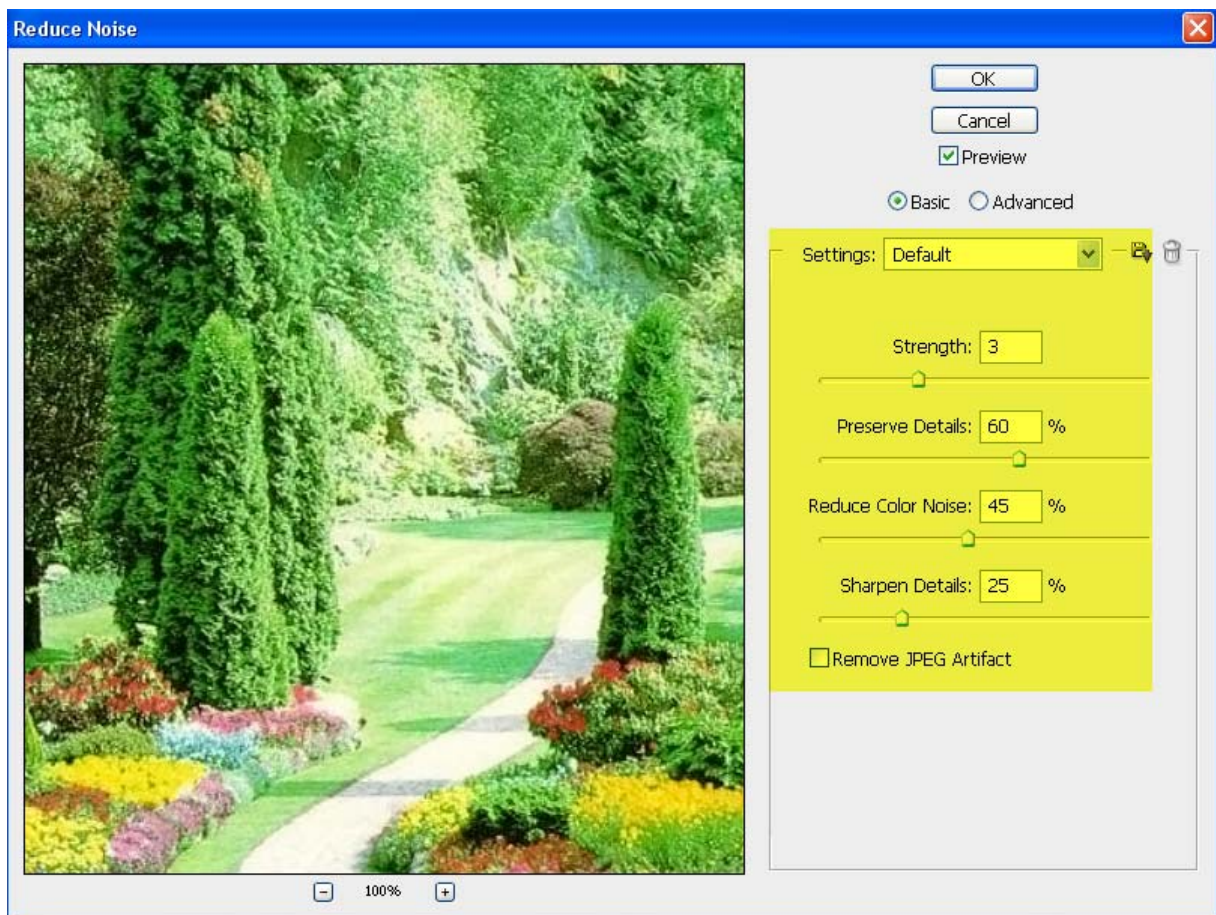 Reduce Noise
OK
Cancel
Preview
Basic Advanced
Settings: Default
Strength: 3
Preserve Details: 60 %
Reduce Color Noise: 45 %
Sharpen Details: 25 %
Remove JPEG Artifact
100%